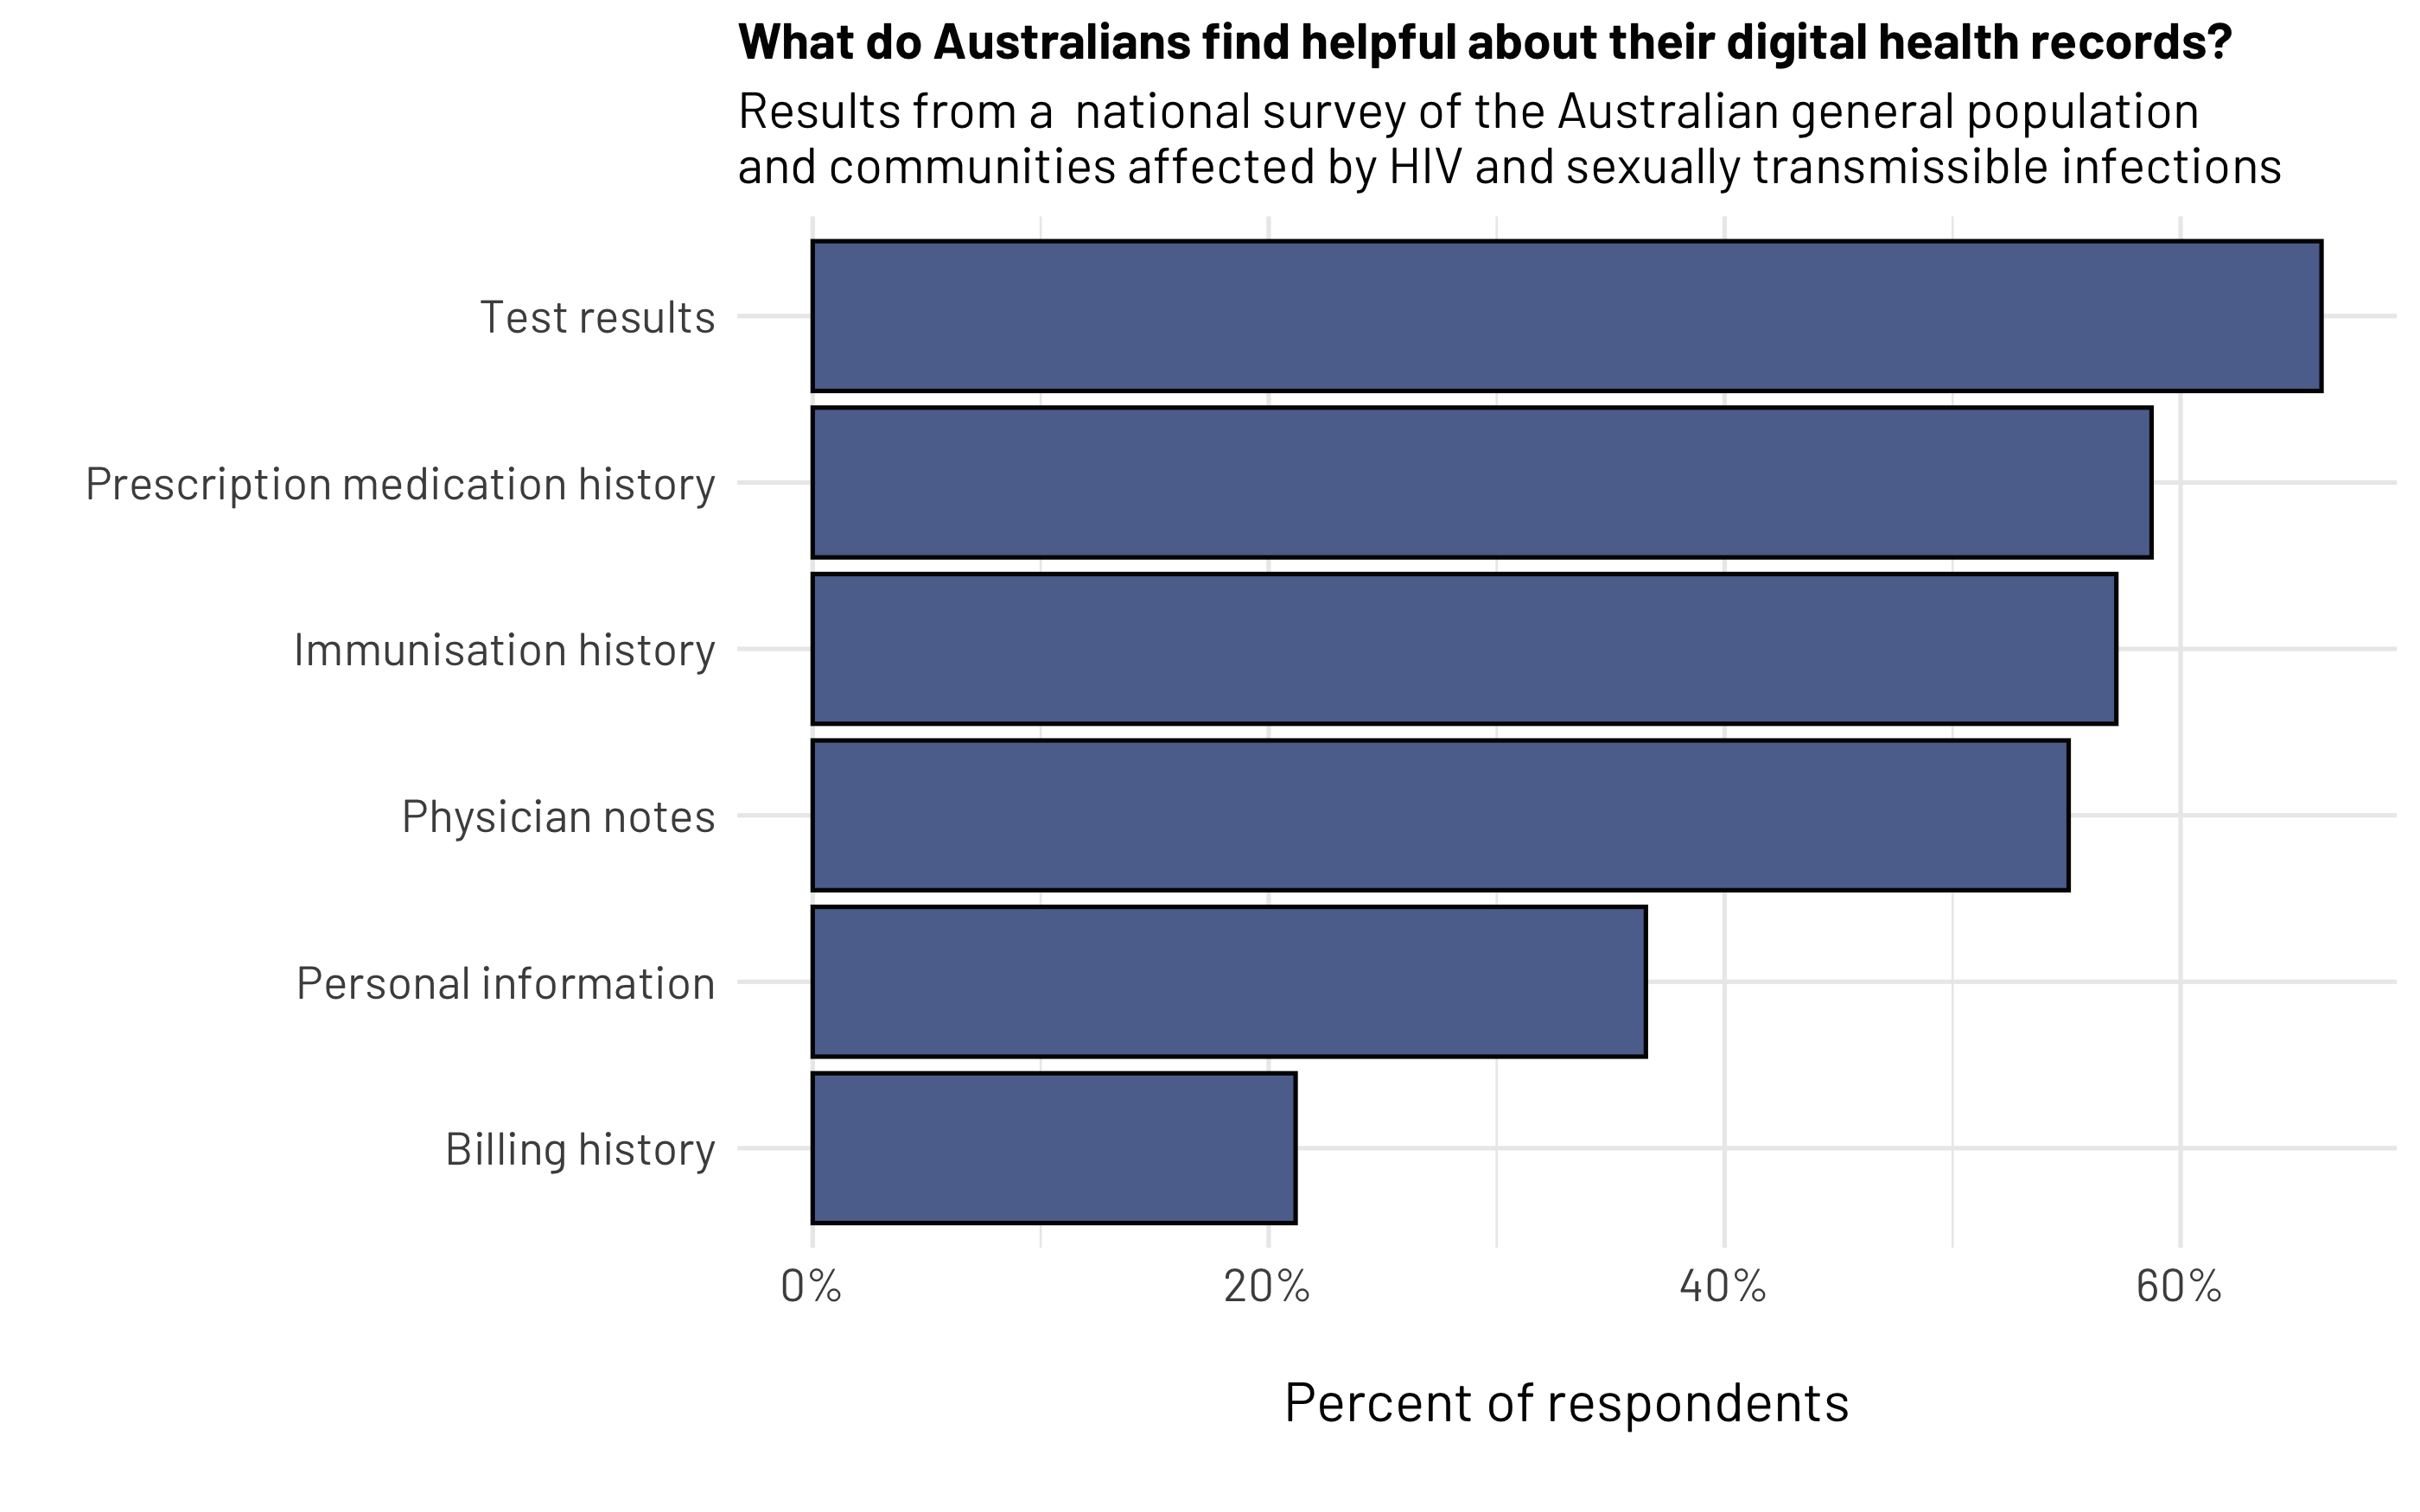 What do Australians find helpful about their digital health records?
Results from a  national survey of the Australian general population
and communities affected by HIV and sexually transmissible infections
Test results
Prescription medication history
Immunisation history
Physician notes
Personal information
Billing history
0% 20% 40% 60%
Percent of respondents